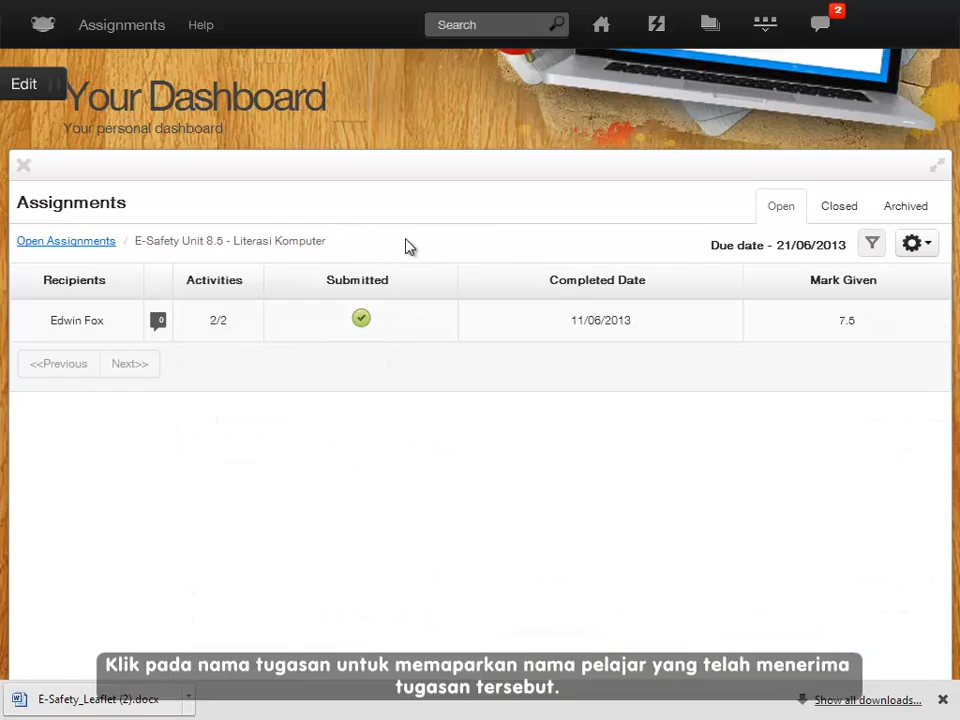 Assignments Help Search 2
Edit
Your Dashboard
Your personal dashboard
Assignments
Open Closed Archived
Open Assignments / E-Safety Unit 8.5 - Literasi Komputer
Due date - 21/06/2013
Recipients Activities Submitted Completed Date Mark Given
Edwin Fox 0 2/2 11/06/2013 7.5
<<Previous Next>>
Klik pada nama tugasan untuk memaparkan nama pelajar yang telah menerima
tugasan tersebut.
E-Safety_Leaflet (2).docx
Show all downloads...